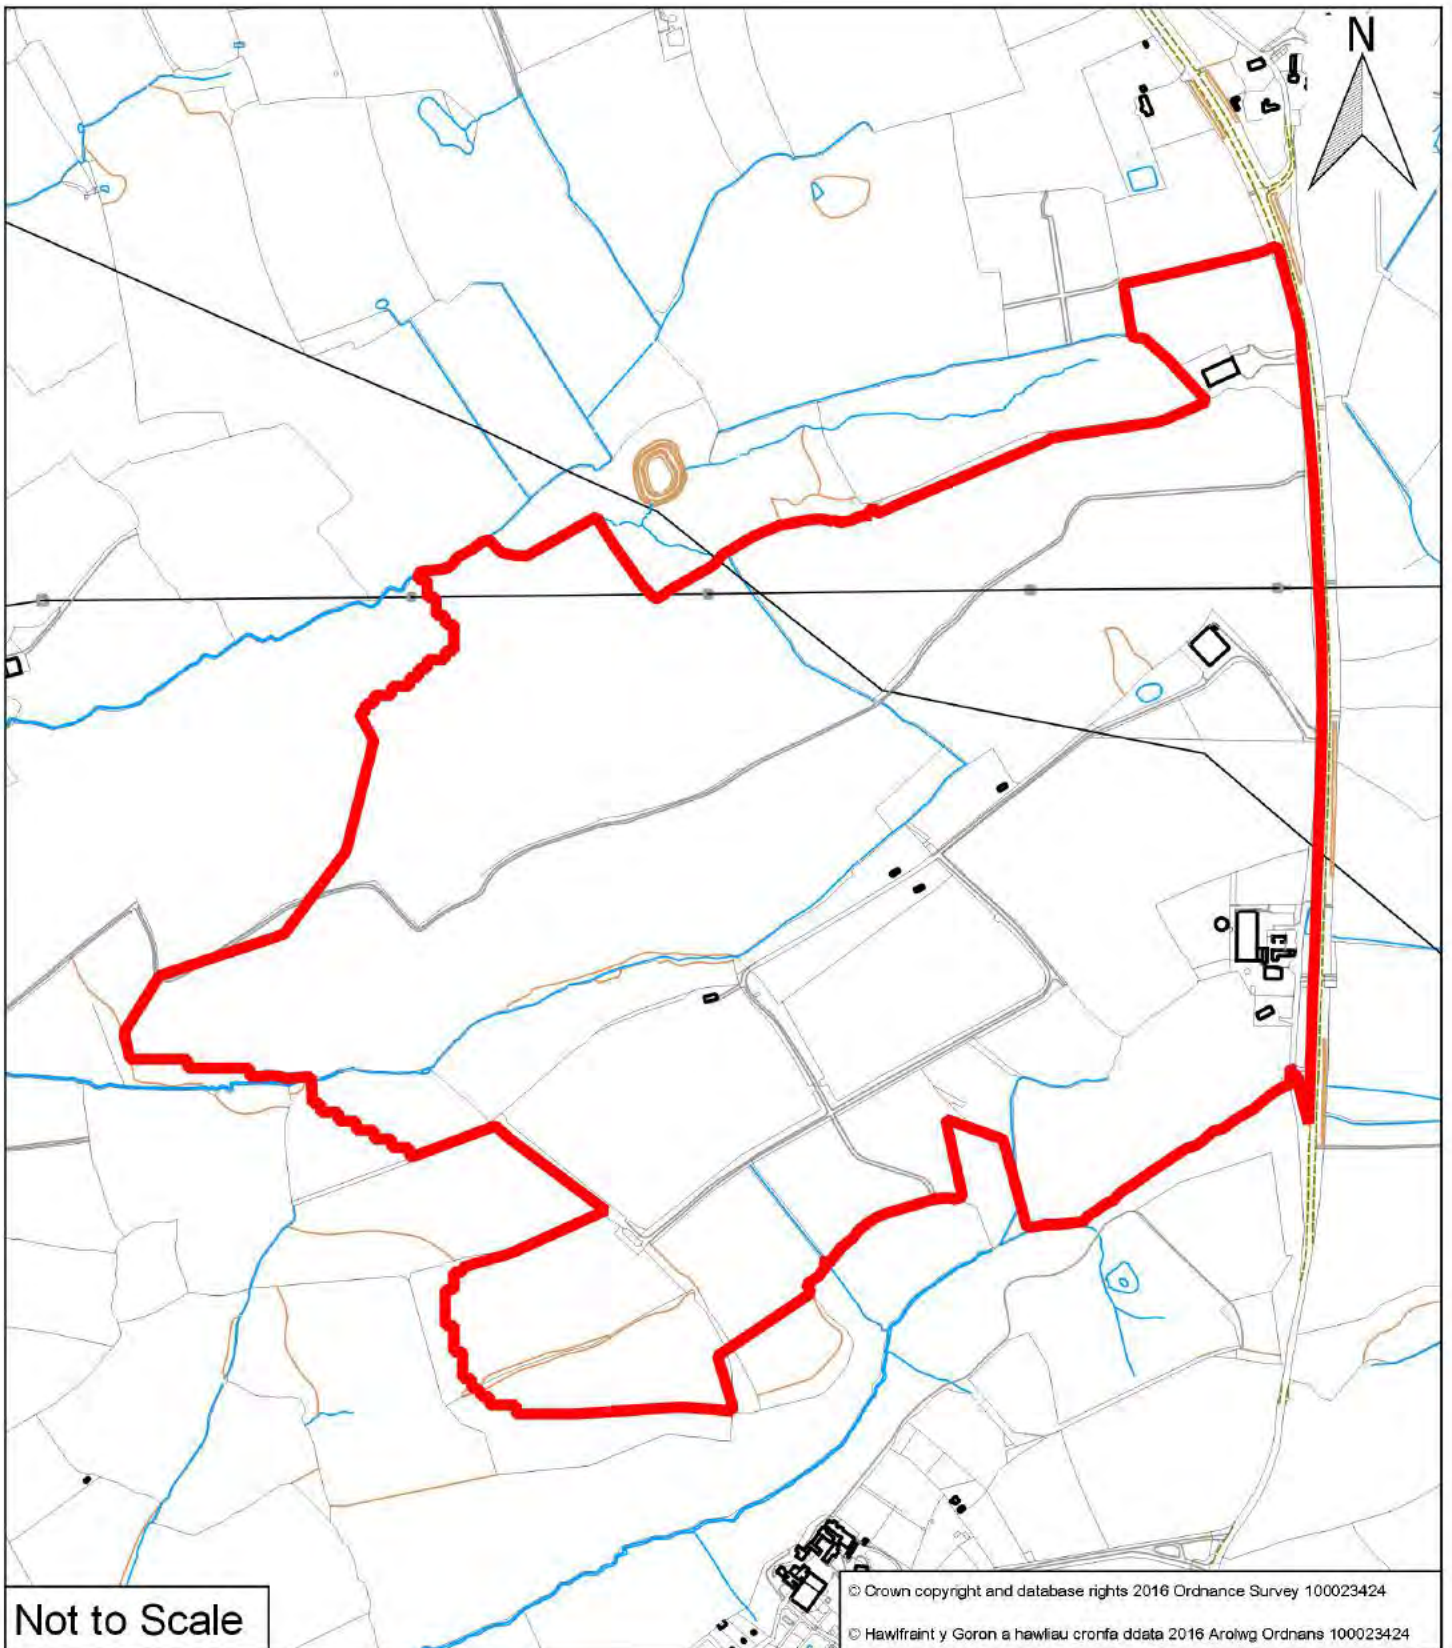 N
Not to Scale
© Crown copyright and database rights 2016 Ordnance Survey 100023424
© Hawlfraint y Goron a hawliau cronfa ddata 2016 Arolwg Ordnans 100023424